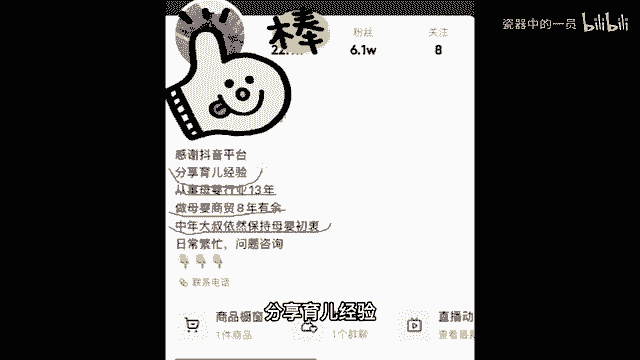 瓷器中的一员 bilibili
棒
粉丝
关注
6.1w
8
感谢抖音平台
分享育儿经验
从事母婴行业13年
做母婴商贸8年有余
中年大叔依然保持母婴初衷
日常繁忙，问题咨询
👇👇👇
联系电话
商品橱窗
1件商品
1个群聊
直播动
查看最
分享育儿经验